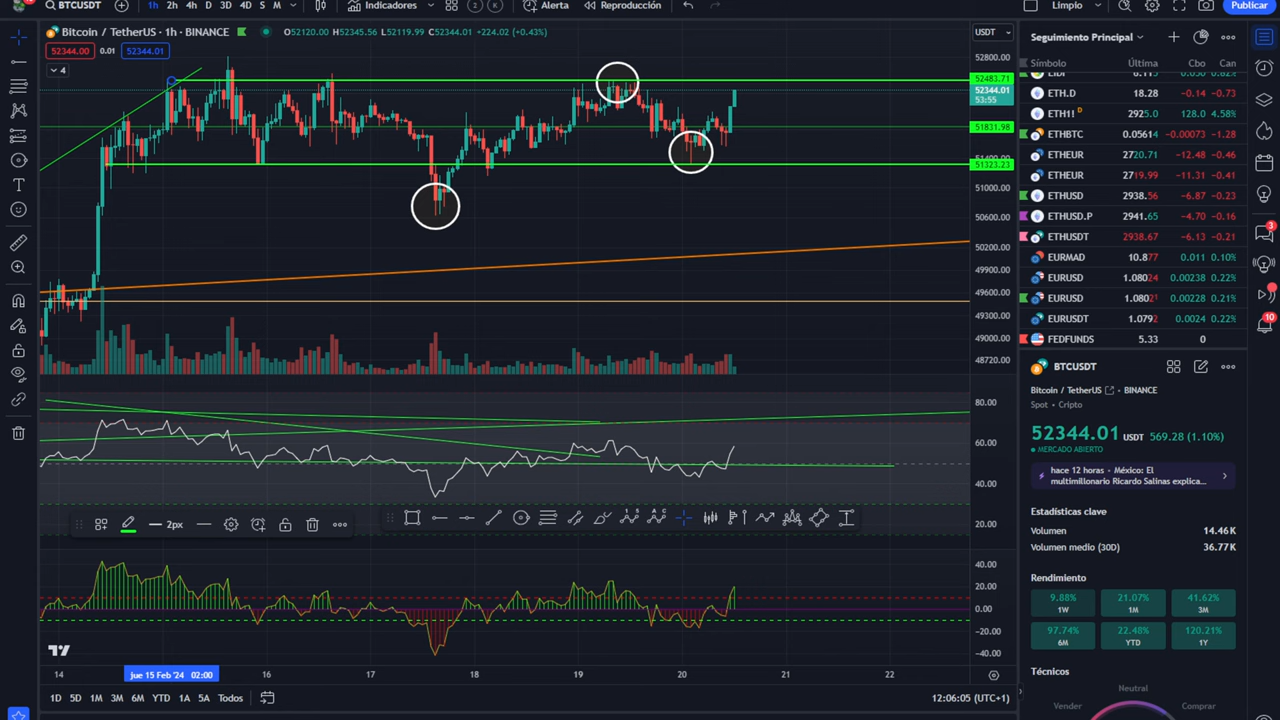 BTCUSDT 1h 2h 4h D 3D 4D S M Indicadores Alerta Reproducción Limpio Publicar
Bitcoin / TetherUS · 1h · BINANCE O52120.00 H52345.56 L52119.99 C52344.01 +224.02 (+0.43%) USDT
52344.00 0.01 52344.01
4
52800.00
52483.71
52344.01
53:55
51831.98
51323.23
51000.00
50600.00
50200.00
49900.00
49600.00
49300.00
49000.00
48720.00
80.00
60.00
40.00
20.00
2px
40.00
20.00
0.00
−20.00
−40.00
14 jue 15 Feb '24 02:00 16 17 18 19 20 21 22
1D 5D 1M 3M 6M YTD 1A 5A Todos 12:06:05 (UTC+1)
Seguimiento Principal
Símbolo Última Cbo Cbo%
ETH.D 18.28 −0.14 −0.73
ETH1! D 2925.0 128.0 4.58%
ETHBTC 0.05614 −0.00073 −1.28
ETHEUR 2720.71 −12.48 −0.46
ETHEUR 2719.99 −11.31 −0.41
ETHUSD 2938.56 −6.87 −0.23
ETHUSD.P 2941.65 −4.70 −0.16
ETHUSDT 2938.67 −6.13 −0.21
EURMAD 10.877 0.011 0.10%
EURUSD 1.08024 0.00238 0.22%
EURUSD 1.08021 0.00228 0.21%
EURUSDT 1.0792 0.0024 0.22%
FEDFUNDS 5.33 0
BTCUSDT
Bitcoin / TetherUS BINANCE
Spot • Cripto
52344.01 USDT 569.28 (1.10%)
MERCADO ABIERTO
hace 12 horas • México: El
multimillonario Ricardo Salinas explica...
Estadísticas clave
Volumen 14.46K
Volumen medio (30D) 36.77K
Rendimiento
9.88% 21.07% 41.62%
1W 1M 3M
97.74% 22.48% 120.21%
6M YTD 1Y
Técnicos
Neutral
Vender Comprar
3
10